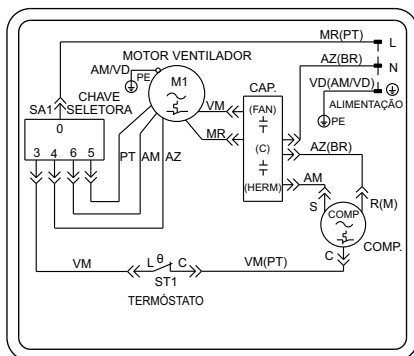 MR(PT)
L
MOTOR VENTILADOR
AZ(BR)
N
AM/VD
PE
M1
CAP.
VD(AM/VD)
ALIMENTAÇÃO
PE
CHAVE
SELETORA
SA1
0
VM
(FAN)
MR
(C)
AZ(BR)
3 4 6 5
PT AM AZ
(HERM)
AM
S
R(M)
COMP
COMP.
C
VM
L θ C
ST1
VM(PT)
TERMÓSTATO